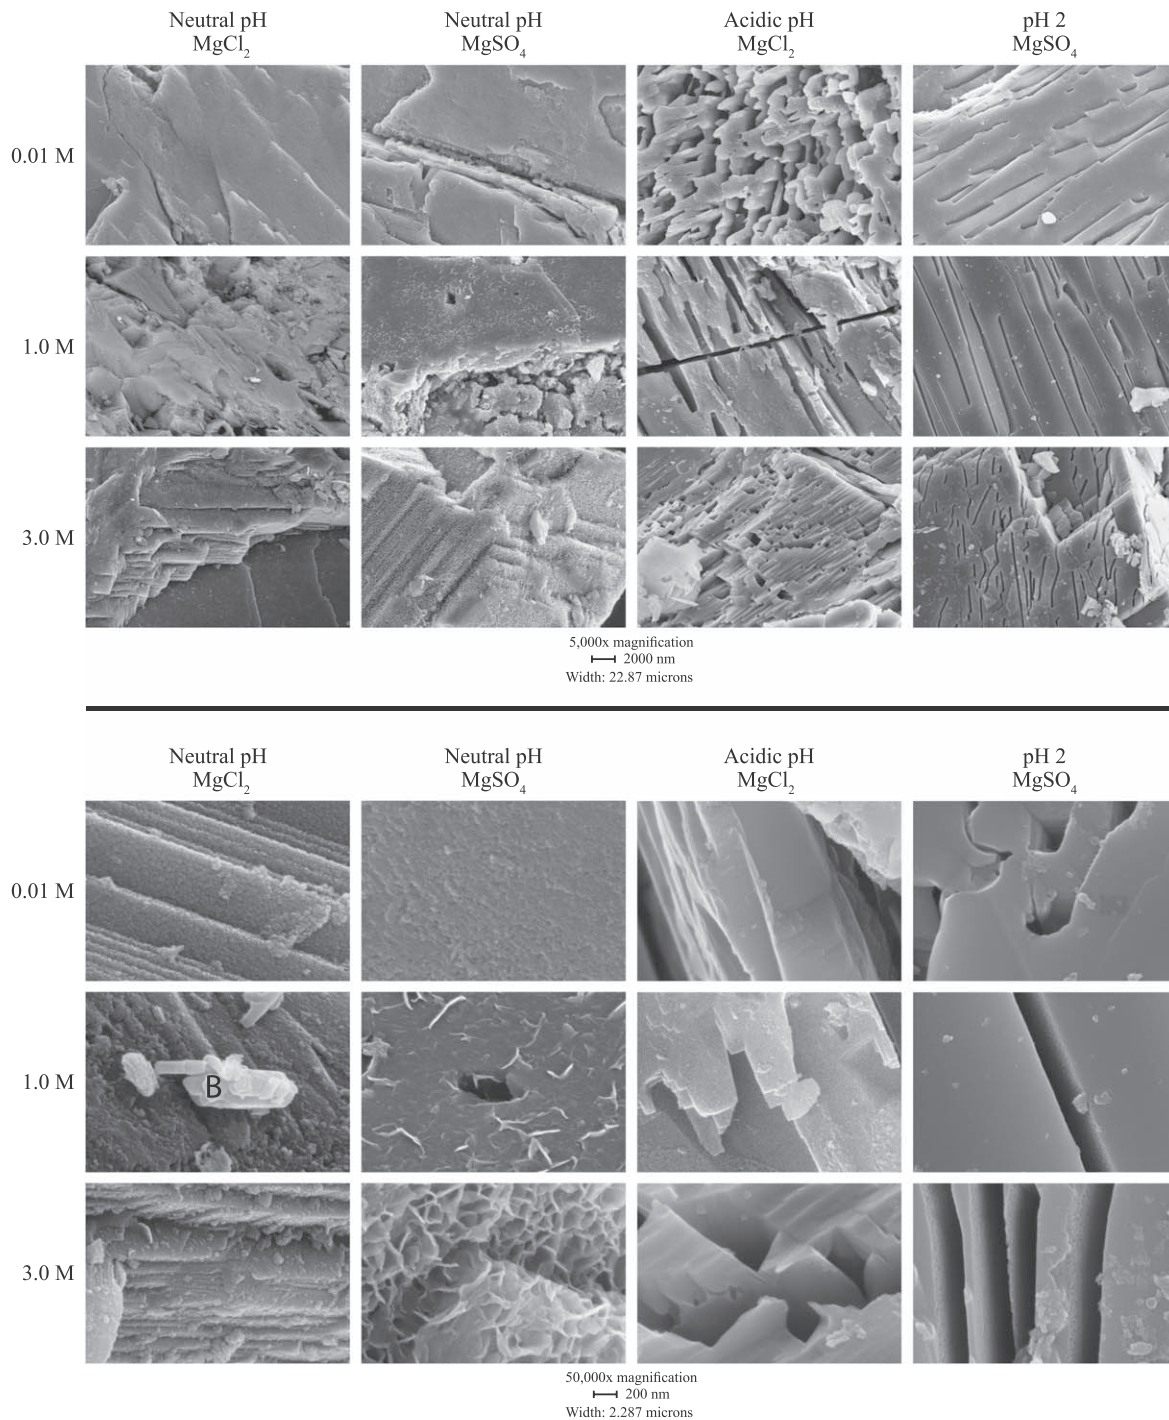 Neutral pH Neutral pH Acidic pH pH 2
MgCl₂ MgSO₄ MgCl₂ MgSO₄
0.01 M
1.0 M
3.0 M
5,000x magnification
2000 nm
Width: 22.87 microns
Neutral pH Neutral pH Acidic pH pH 2
MgCl₂ MgSO₄ MgCl₂ MgSO₄
0.01 M
1.0 M
B
3.0 M
50,000x magnification
200 nm
Width: 2.287 microns